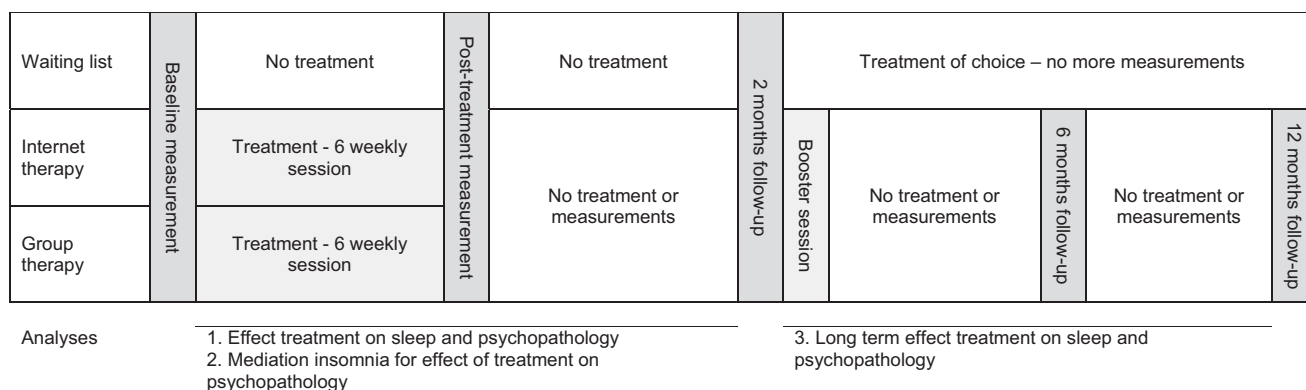 Waiting list
Baseline measurement
No treatment
Post-treatment measurement
No treatment
2 months follow-up
Treatment of choice – no more measurements
Internet
therapy
Treatment - 6 weekly
session
Group
therapy
Treatment - 6 weekly
session
No treatment or
measurements
Booster session
No treatment or
measurements
6 months follow-up
No treatment or
measurements
12 months follow-up
Analyses
1. Effect treatment on sleep and psychopathology
2. Mediation insomnia for effect of treatment on
psychopathology
3. Long term effect treatment on sleep and
psychopathology